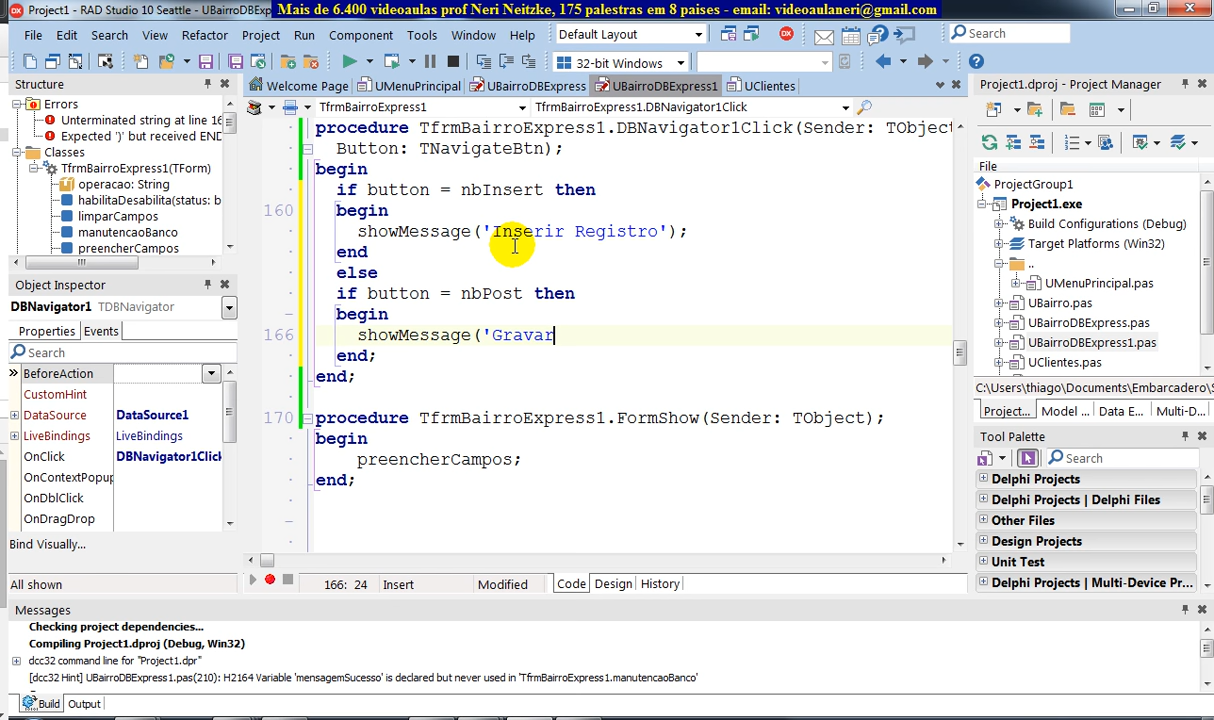 Project1 - RAD Studio 10 Seattle - UBairroDBExp
Mais de 6.400 videoaulas prof Neri Neitzke, 175 palestras em 8 paises - email: videoaulaneri@gmail.com
File Edit Search View Refactor Project Run Component Tools Window Help Default Layout Search
32-bit Windows
Structure
Welcome Page UMenuPrincipal UBairroDBExpress UBairroDBExpress1 UClientes
Project1.dproj - Project Manager
Errors
TfrmBairroExpress1 TfrmBairroExpress1.DBNavigator1Click
Unterminated string at line 16
Expected ')' but received END
Classes
TfrmBairroExpress1(TForm)
operacao: String
habilitaDesabilita(status: b
limparCampos
manutencaoBanco
preencherCampos
procedure TfrmBairroExpress1.DBNavigator1Click(Sender: TObject
Button: TNavigateBtn);
begin
if button = nbInsert then
160 begin
showMessage('Inserir Registro');
end
else
if button = nbPost then
begin
166 showMessage('Gravar
end;
end;
170 procedure TfrmBairroExpress1.FormShow(Sender: TObject);
begin
preencherCampos;
end;
File
ProjectGroup1
Project1.exe
Build Configurations (Debug)
Target Platforms (Win32)
..
UMenuPrincipal.pas
UBairro.pas
UBairroDBExpress.pas
UBairroDBExpress1.pas
UClientes.pas
C:\Users\thiago\Documents\Embarcadero\S
Project... Model ... Data E... Multi-D...
Object Inspector
DBNavigator1 TDBNavigator
Properties Events
Search
BeforeAction
CustomHint
DataSource DataSource1
LiveBindings LiveBindings
OnClick DBNavigator1Click
OnContextPopup
OnDblClick
OnDragDrop
Bind Visually...
All shown
Tool Palette
Search
Delphi Projects
Delphi Projects | Delphi Files
Other Files
Design Projects
Unit Test
Delphi Projects | Multi-Device Pr...
166: 24 Insert Modified Code Design History
Messages
Checking project dependencies...
Compiling Project1.dproj (Debug, Win32)
dcc32 command line for "Project1.dpr"
[dcc32 Hint] UBairroDBExpress1.pas(210): H2164 Variable 'mensagemSucesso' is declared but never used in 'TfrmBairroExpress1.manutencaoBanco'
Build Output